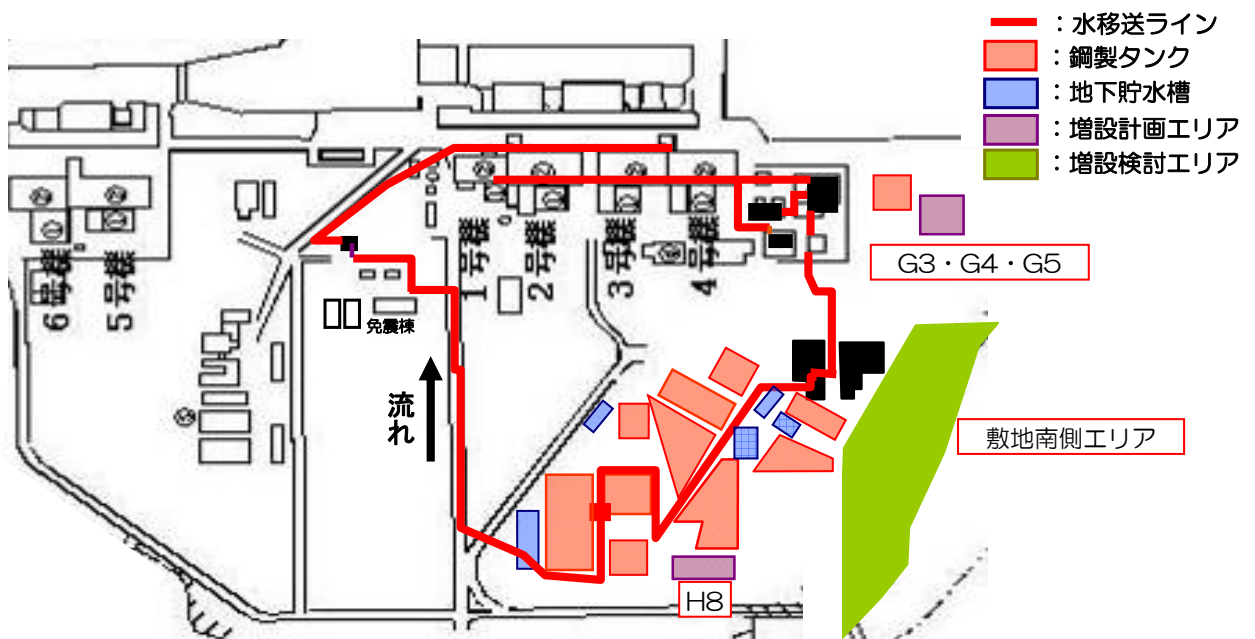 ：水移送ライン
：鋼製タンク
：地下貯水槽
：増設計画エリア
：増設検討エリア
6号機
5号機
1号機
2号機
3号機
4号機
G3・G4・G5
免震棟
流れ
敷地南側エリア
H8